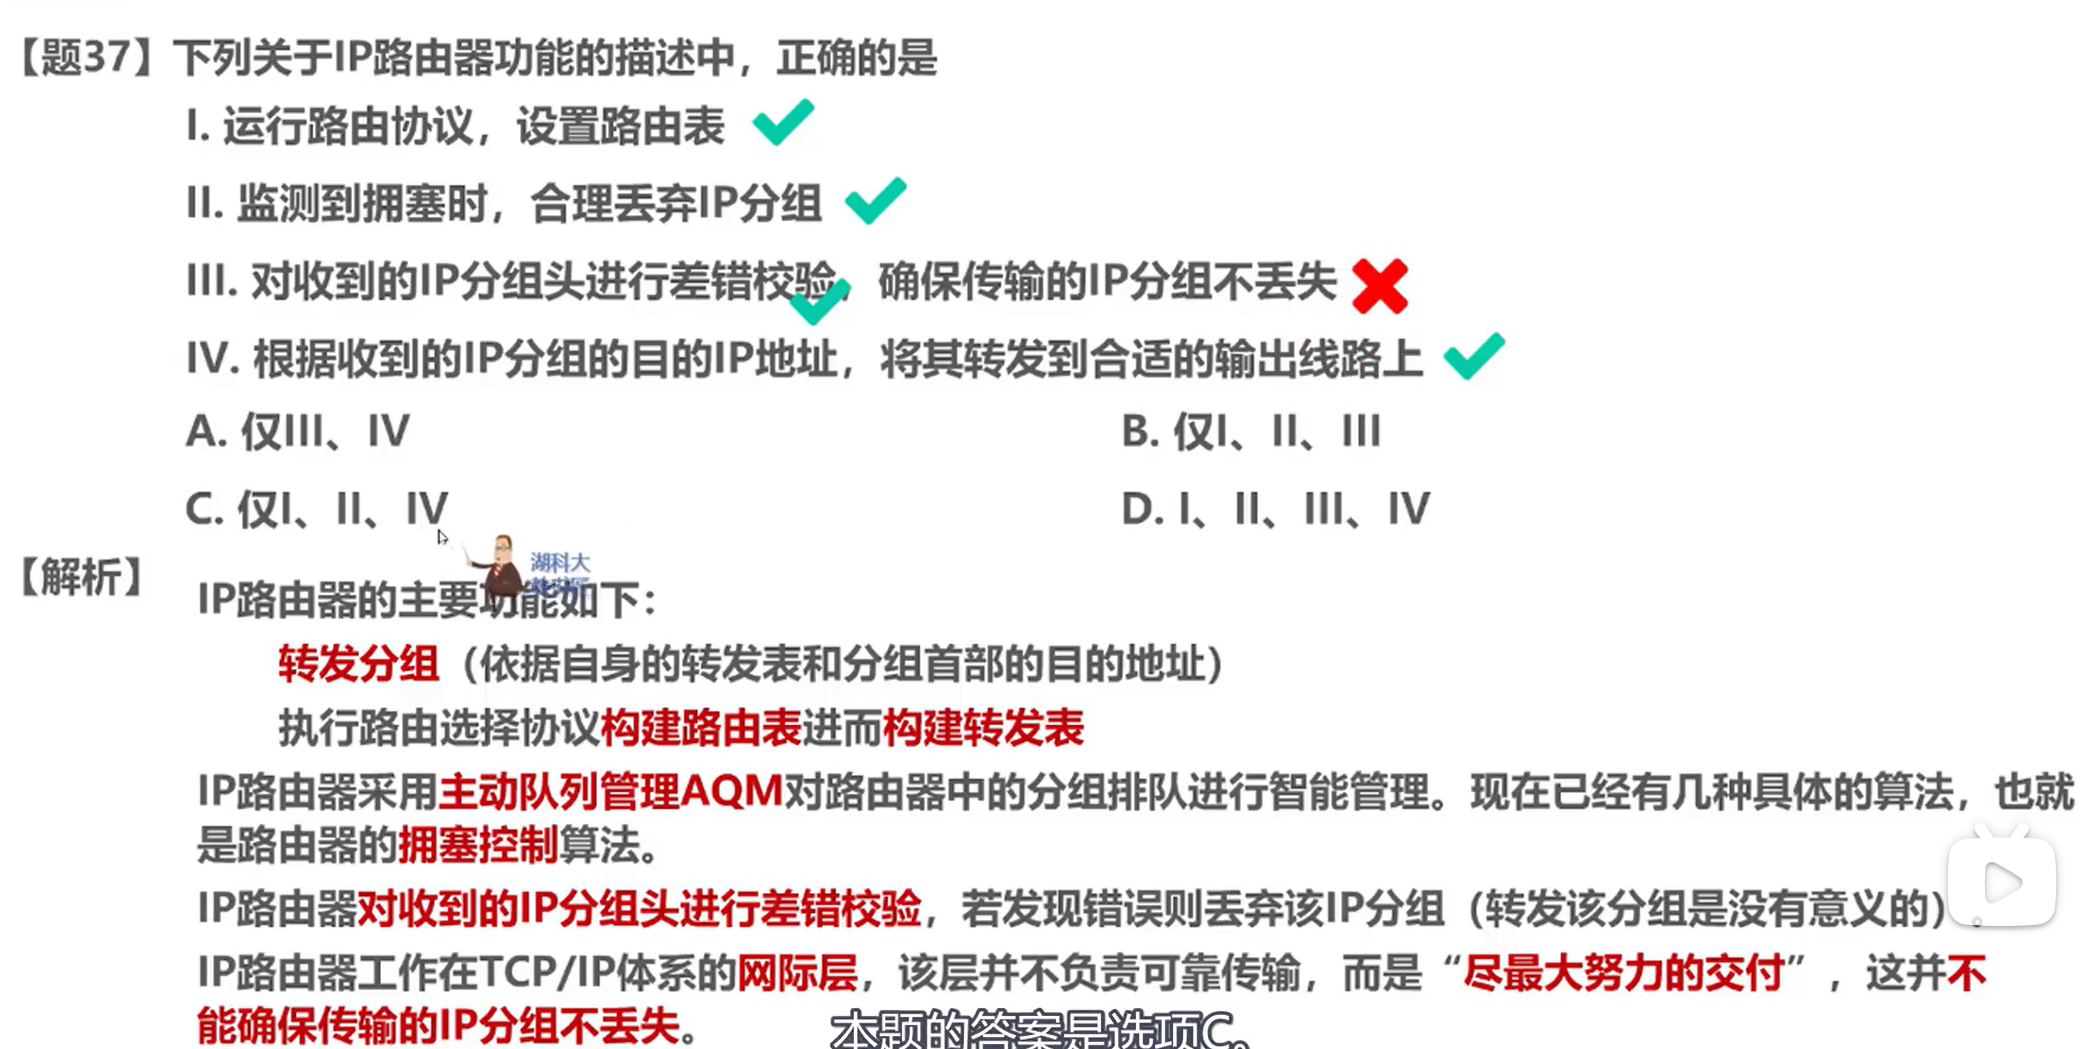 【题37】下列关于IP路由器功能的描述中，正确的是
I. 运行路由协议，设置路由表
II. 监测到拥塞时，合理丢弃IP分组
III. 对收到的IP分组头进行差错校验，确保传输的IP分组不丢失
IV. 根据收到的IP分组的目的IP地址，将其转发到合适的输出线路上
A. 仅III、IV
B. 仅I、II、III
C. 仅I、II、IV
D. I、II、III、IV
湖科大
【解析】
IP路由器的主要功能如下：
转发分组（依据自身的转发表和分组首部的目的地址）
执行路由选择协议构建路由表进而构建转发表
IP路由器采用主动队列管理AQM对路由器中的分组排队进行智能管理。现在已经有几种具体的算法，也就
是路由器的拥塞控制算法。
IP路由器对收到的IP分组头进行差错校验，若发现错误则丢弃该IP分组（转发该分组是没有意义的）。
IP路由器工作在TCP/IP体系的网际层，该层并不负责可靠传输，而是“尽最大努力的交付”，这并不
能确保传输的IP分组不丢失。
本题的答案是选项C。